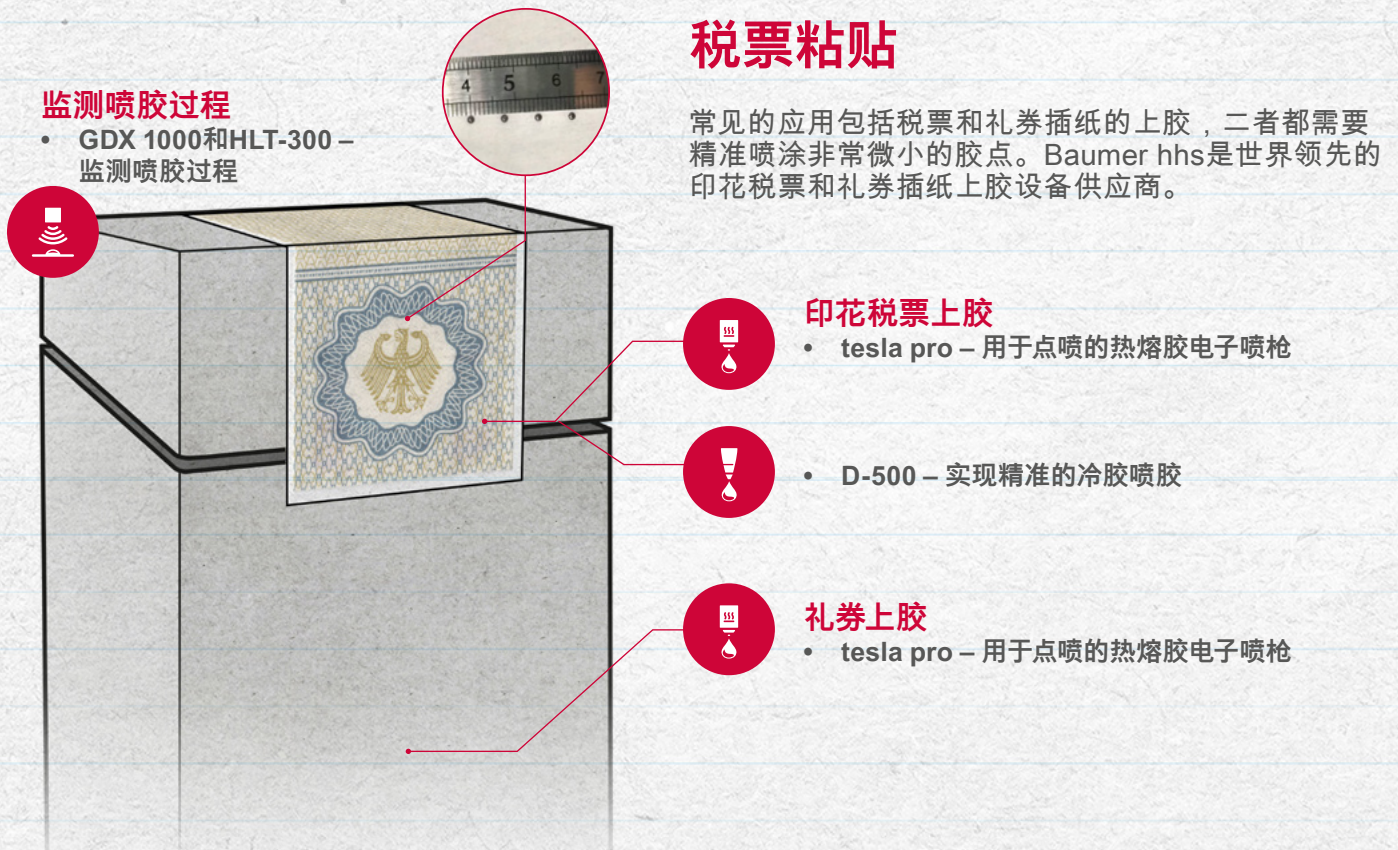 税票粘贴
常见的应用包括税票和礼券插纸的上胶，二者都需要
精准喷涂非常微小的胶点。Baumer hhs是世界领先的
印花税票和礼券插纸上胶设备供应商。
监测喷胶过程
• GDX 1000和HLT-300 –
监测喷胶过程
4 5 6 7
印花税票上胶
• tesla pro – 用于点喷的热熔胶电子喷枪
• D-500 – 实现精准的冷胶喷胶
礼券上胶
• tesla pro – 用于点喷的热熔胶电子喷枪